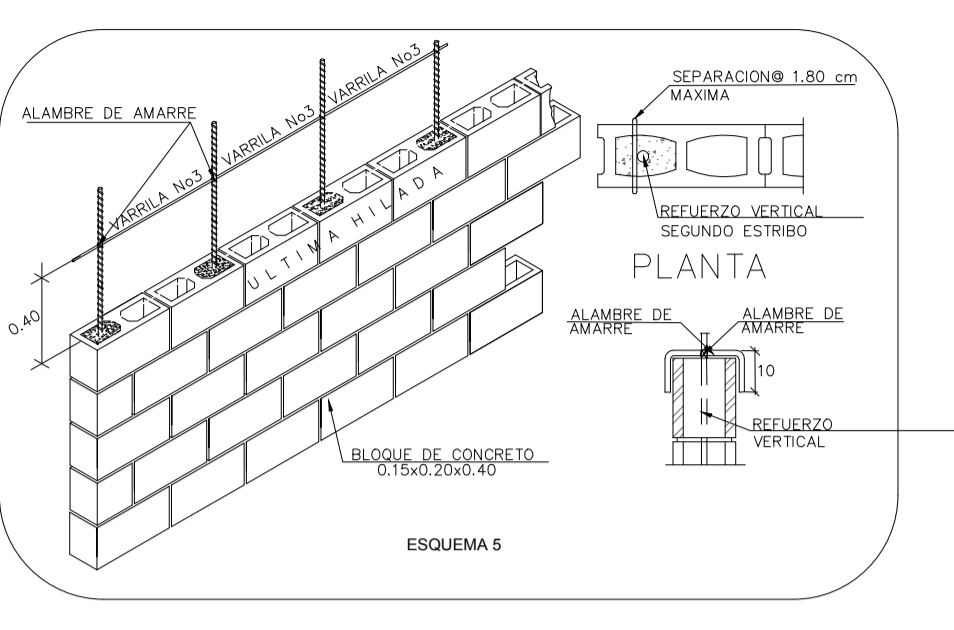 ALAMBRE DE AMARRE
VARRILA No3
VARRILA No3
VARRILA No3
ULTIMA HILADA
0.40
BLOQUE DE CONCRETO
0.15x0.20x0.40
SEPARACION@ 1.80 cm
MAXIMA
REFUERZO VERTICAL
SEGUNDO ESTRIBO
PLANTA
ALAMBRE DE
AMARRE
ALAMBRE DE
AMARRE
10
REFUERZO
VERTICAL
ESQUEMA 5